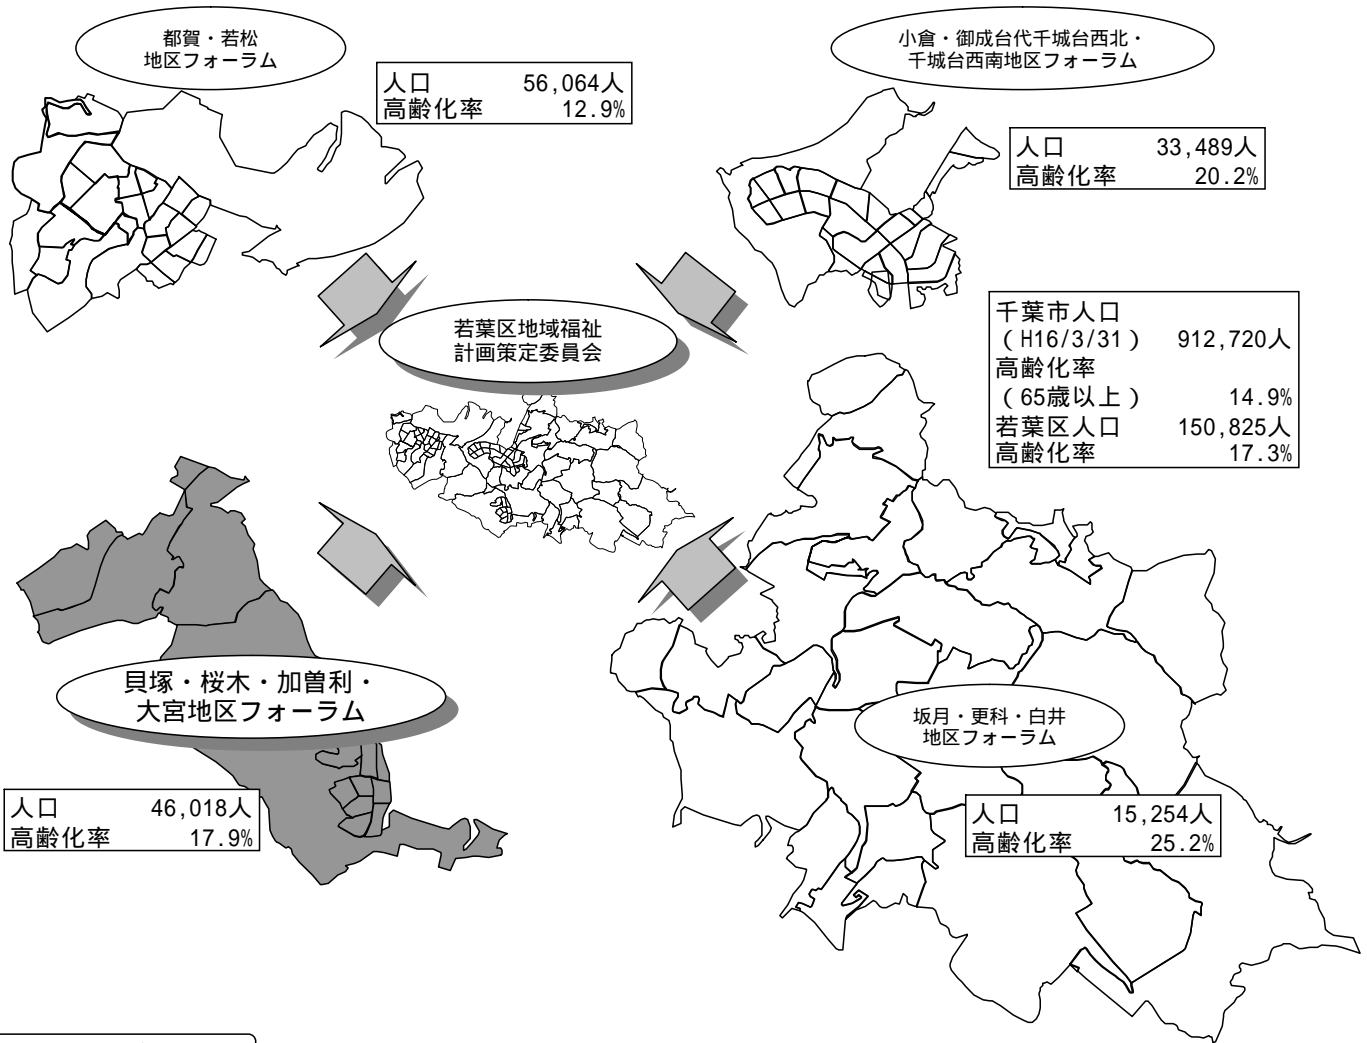 都賀・若松
地区フォーラム
人口 56,064人
高齢化率 12.9%
小倉・御成台代千城台西北・
千城台西南地区フォーラム
人口 33,489人
高齢化率 20.2%
千葉市人口
（H16/3/31） 912,720人
高齢化率
（65歳以上） 14.9%
若葉区人口 150,825人
高齢化率 17.3%
若葉区地域福祉
計画策定委員会
貝塚・桜木・加曽利・
大宮地区フォーラム
人口 46,018人
高齢化率 17.9%
坂月・更科・白井
地区フォーラム
人口 15,254人
高齢化率 25.2%